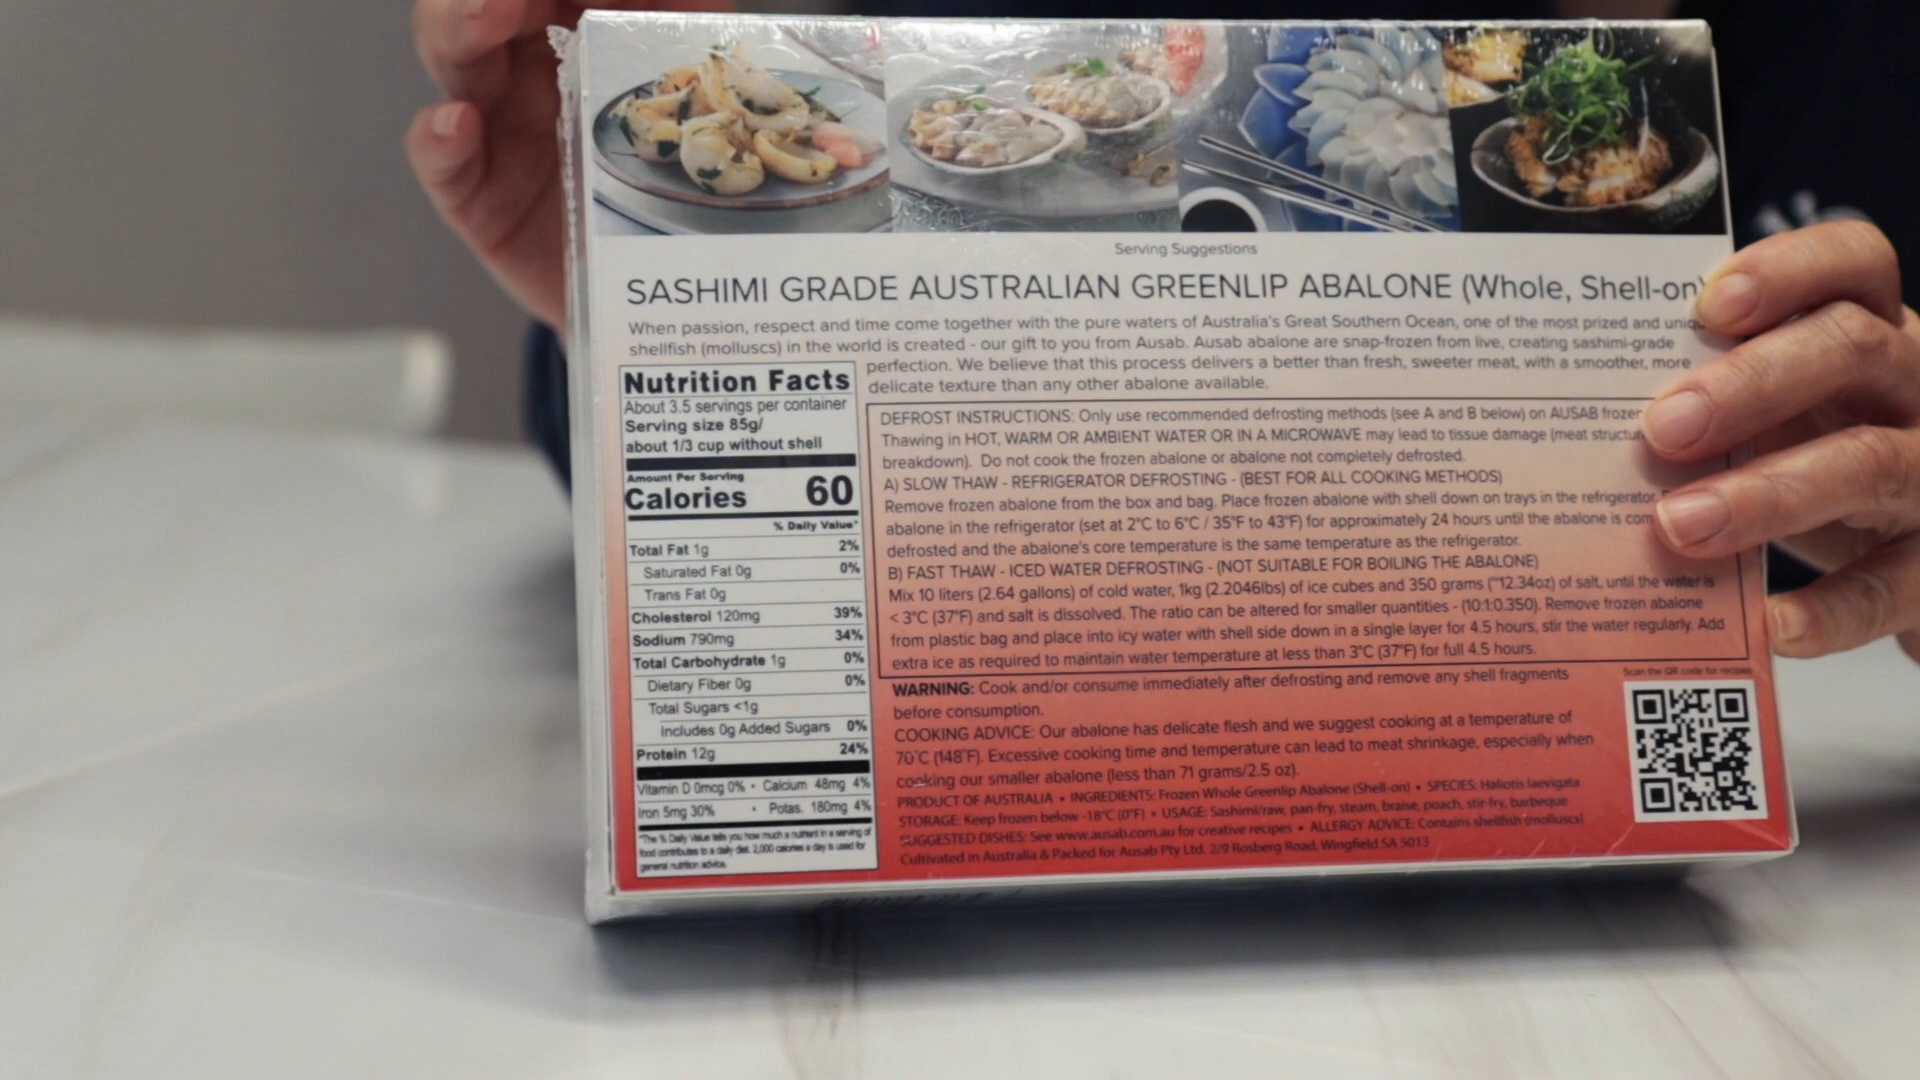 Serving Suggestions
SASHIMI GRADE AUSTRALIAN GREENLIP ABALONE (Whole, Shell-on)
When passion, respect and time come together with the pure waters of Australia's Great Southern Ocean, one of the most prized and
shellfish (molluscs) in the world is created - our gift to you from Ausab. Ausab abalone are snap-frozen from live, creating sashimi-grade
perfection. We believe that this process delivers a better than fresh, sweeter meat, with a smoother, more
delicate texture than any other abalone available.
Nutrition Facts
About 3.5 servings per container
Serving size 85g/
about 1/3 cup without shell
Amount Per Serving
Calories 60
% Daily Value*
Total Fat 1g 2%
Saturated Fat 0g 0%
Trans Fat 0g
Cholesterol 120mg 39%
Sodium 790mg 34%
Total Carbohydrate 1g 0%
Dietary Fiber 0g 0%
Total Sugars <1g
Includes 0g Added Sugars 0%
Protein 12g 24%
Vitamin D 0mcg 0% • Calcium 48mg 4%
Iron 5mg 30% • Potas. 180mg 4%
*The % Daily Value tells you how much a nutrient in a serving of
food contributes to a daily diet. 2,000 calories a day is used for
general nutrition advice.
DEFROST INSTRUCTIONS: Only use recommended defrosting methods (see A and B below) on AUSAB
Thawing in HOT, WARM OR AMBIENT WATER OR IN A MICROWAVE may lead to tissue damage (meat
breakdown). Do not cook the frozen abalone or abalone not completely defrosted.
A) SLOW THAW - REFRIGERATOR DEFROSTING - (BEST FOR ALL COOKING METHODS)
Remove frozen abalone from the box and bag. Place frozen abalone with shell down on trays in the refrigerator.
abalone in the refrigerator (set at 2°C to 6°C / 35°F to 43°F) for approximately 24 hours until the abalone is
defrosted and the abalone's core temperature is the same temperature as the refrigerator.
B) FAST THAW - ICED WATER DEFROSTING - (NOT SUITABLE FOR BOILING THE ABALONE)
Mix 10 liters (2.64 gallons) of cold water, 1kg (2.2046lbs) of ice cubes and 350 grams (~12.34oz) of salt, until the water is
< 3°C (37°F) and salt is dissolved. The ratio can be altered for smaller quantities - (10:1:0.350). Remove frozen abalone
from plastic bag and place into icy water with shell side down in a single layer for 4.5 hours, stir the water regularly. Add
extra ice as required to maintain water temperature at less than 3°C (37°F) for full 4.5 hours.
Scan the QR code for recipes
WARNING: Cook and/or consume immediately after defrosting and remove any shell fragments
before consumption.
COOKING ADVICE: Our abalone has delicate flesh and we suggest cooking at a temperature of
70°C (148°F). Excessive cooking time and temperature can lead to meat shrinkage, especially when
cooking our smaller abalone (less than 71 grams/2.5 oz).
PRODUCT OF AUSTRALIA • INGREDIENTS: Frozen Whole Greenlip Abalone (Shell-on) • SPECIES: Haliotis laevigata
STORAGE: Keep frozen below -18°C (0°F) • USAGE: Sashimi/raw, pan-fry, steam, braise, poach, stir-fry, barbeque
SUGGESTED DISHES: See www.ausab.com.au for creative recipes • ALLERGY ADVICE: Contains shellfish (molluscs)
Cultivated in Australia & Packed for Ausab Pty Ltd. 2/9 Rosberg Road, Wingfield SA 5013